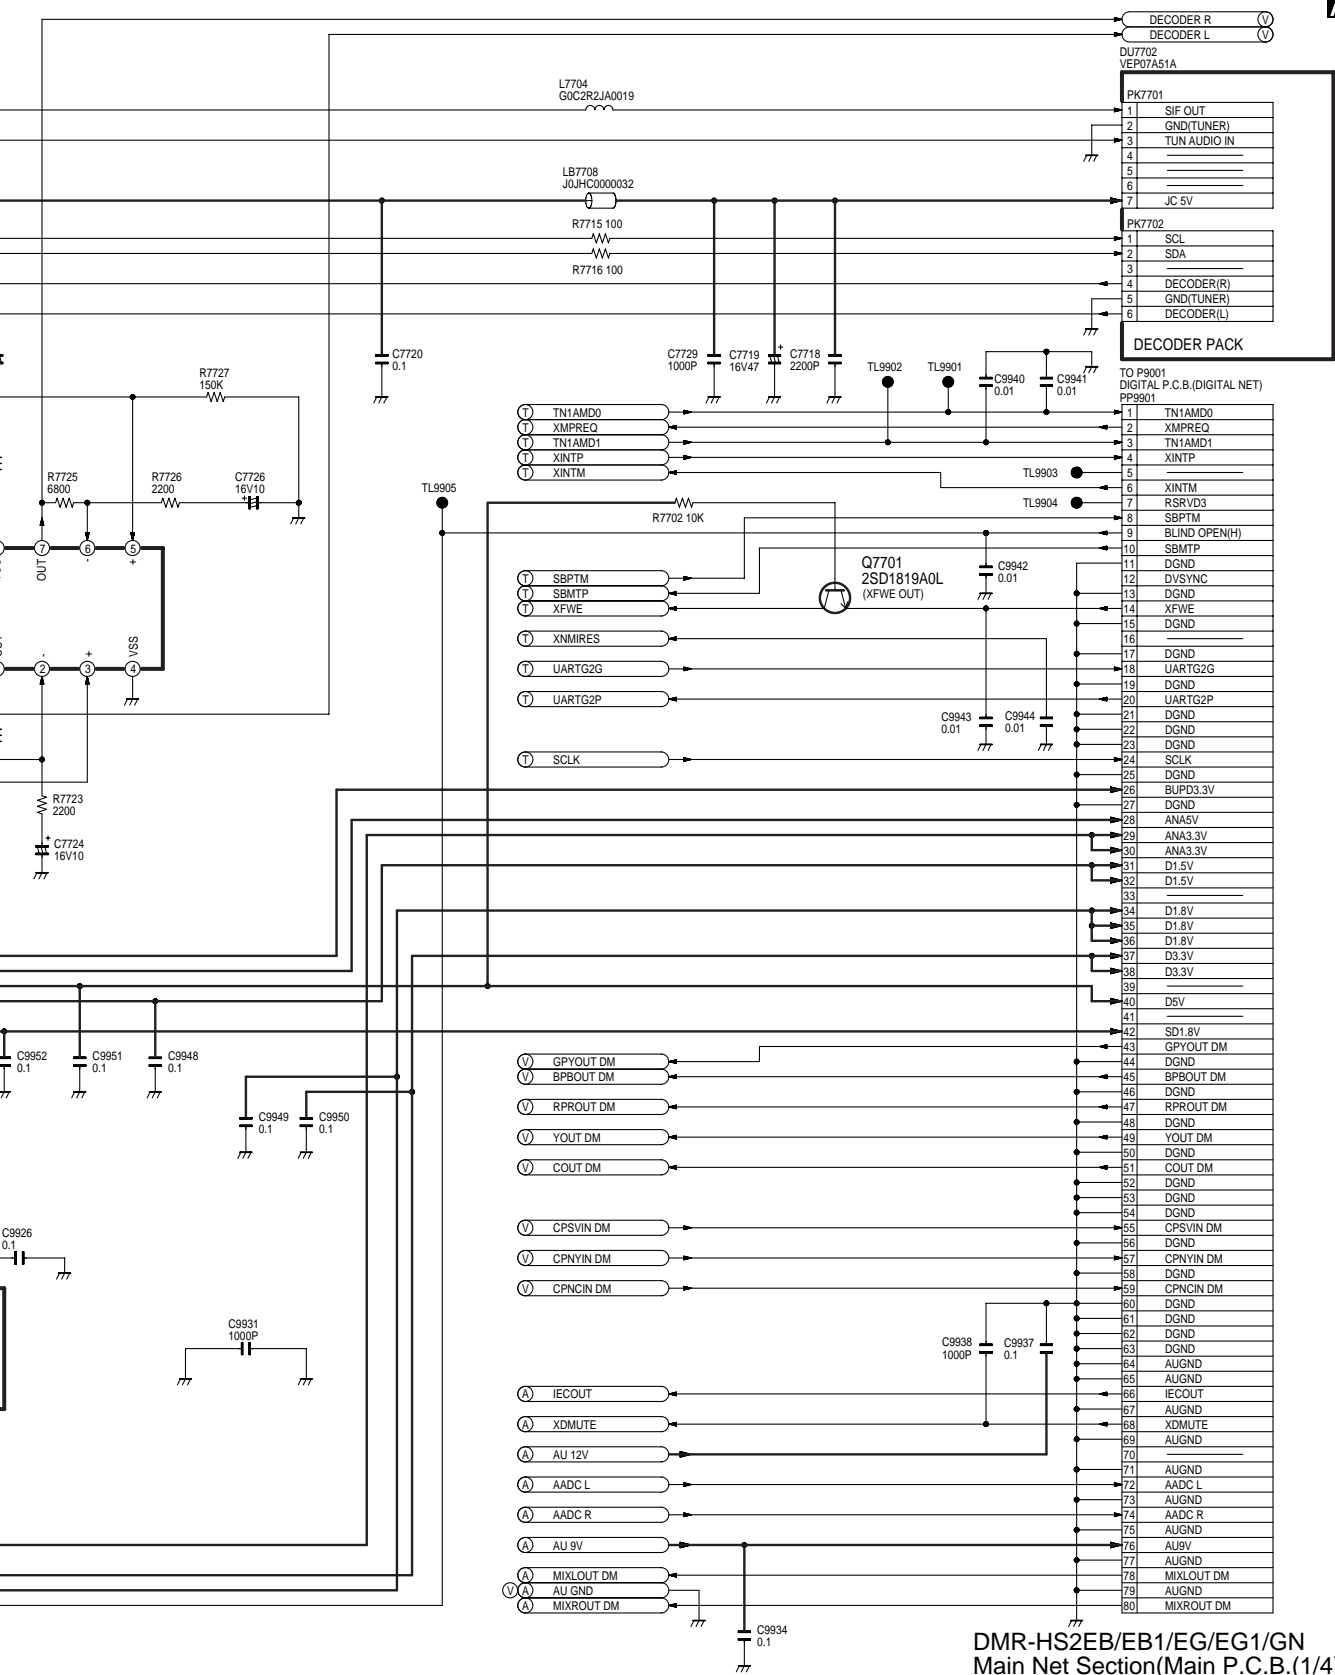 DECODER R V
DECODER L V
DU7702
VEP07A51A
L7704
G0C2R2JA0019
PK7701
1 SIF OUT
2 GND(TUNER)
3 TUN AUDIO IN
4
5
6
7 JC 5V
LB7708
J0JHC0000032
R7715 100
R7716 100
PK7702
1 SCL
2 SDA
3
4 DECODER(R)
5 GND(TUNER)
6 DECODER(L)
DECODER PACK
C7720
0.1
C7729
1000P
C7719
16V47
+
C7718
2200P
TL9902
TL9901
C9940
0.01
C9941
0.01
TO P9001
DIGITAL P.C.B.(DIGITAL NET)
PP9901
R7727
150K
R7725
6800
R7726
2200
C7726
16V10
+
TL9905
TL9903
TL9904
R7702 10K
7
6
5
OUT
-
+
OUT
-
+
VSS
2
3
4
R7723
2200
+
C7724
16V10
Q7701
2SD1819A0L
(XFWE OUT)
C9942
0.01
C9943
0.01
C9944
0.01
T TN1AMD0
T XMPREQ
T TN1AMD1
T XINTP
T XINTM
T SBPTM
T SBMTP
T XFWE
T XNMIRES
T UARTG2G
T UARTG2P
T SCLK
1 TN1AMD0
2 XMPREQ
3 TN1AMD1
4 XINTP
5
6 XINTM
7 RSRVD3
8 SBPTM
9 BLIND OPEN(H)
10 SBMTP
11 DGND
12 DVSYNC
13 DGND
14 XFWE
15 DGND
16
17 DGND
18 UARTG2G
19 DGND
20 UARTG2P
21 DGND
22 DGND
23 DGND
24 SCLK
25 DGND
26 BUPD3.3V
27 DGND
28 ANA5V
29 ANA3.3V
30 ANA3.3V
31 D1.5V
32 D1.5V
33
34 D1.8V
35 D1.8V
36 D1.8V
37 D3.3V
38 D3.3V
39
40 D5V
41
42 SD1.8V
43 GPYOUT DM
44 DGND
45 BPBOUT DM
46 DGND
47 RPROUT DM
48 DGND
49 YOUT DM
50 DGND
51 COUT DM
52 DGND
53 DGND
54 DGND
55 CPSVIN DM
56 DGND
57 CPNYIN DM
58 DGND
59 CPNCIN DM
60 DGND
61 DGND
62 DGND
63 DGND
64 AUGND
65 AUGND
66 IECOUT
67 AUGND
68 XDMUTE
69 AUGND
70
71 AUGND
72 AADC L
73 AUGND
74 AADC R
75 AUGND
76 AU9V
77 AUGND
78 MIXLOUT DM
79 AUGND
80 MIXROUT DM
C9952
0.1
C9951
0.1
C9948
0.1
C9949
0.1
C9950
0.1
C9926
0.1
C9931
1000P
V GPYOUT DM
V BPBOUT DM
V RPROUT DM
V YOUT DM
V COUT DM
V CPSVIN DM
V CPNYIN DM
V CPNCIN DM
C9938
1000P
C9937
0.1
A IECOUT
A XDMUTE
A AU 12V
A AADC L
A AADC R
A AU 9V
A MIXLOUT DM
V A AU GND
A MIXROUT DM
C9934
0.1
DMR-HS2EB/EB1/EG/EG1/GN
Main Net Section(Main P.C.B.(1/4)